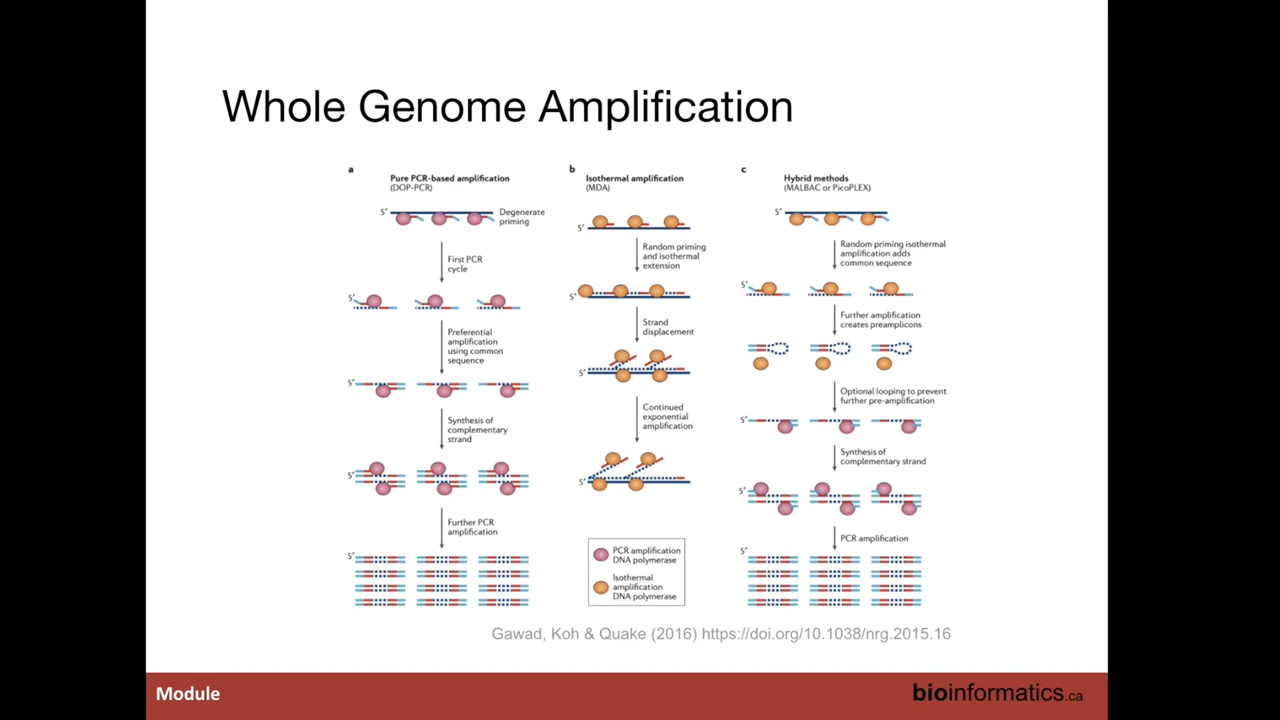 Whole Genome Amplification
a
Pure PCR-based amplification
(DOP-PCR)
5′
Degenerate
priming
First PCR
cycle
5′
Preferential
amplification
using common
sequence
5′
Synthesis of
complementary
strand
5′
Further PCR
amplification
5′
b
Isothermal amplification
(MDA)
5′
Random priming
and isothermal
extension
5′
Strand
displacement
5′
Continued
exponential
amplification
5′
PCR amplification
DNA polymerase
Isothermal
amplification
DNA polymerase
c
Hybrid methods
(MALBAC or PicoPLEX)
5′
Random priming isothermal
amplification adds
common sequence
5′
Further amplification
creates preamplicons
Optional looping to prevent
further pre-amplification
5′
Synthesis of
complementary strand
5′
PCR amplification
5′
Gawad, Koh & Quake (2016) https://doi.org/10.1038/nrg.2015.16
Module
bioinformatics.ca